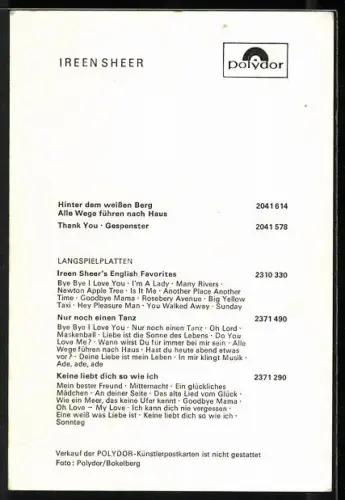 IREEN SHEER
polydor
Hinter dem weißen Berg
Alle Wege führen nach Haus 2041 614
Thank You · Gespenster 2041 578
LANGSPIELPLATTEN
Ireen Sheer's English Favorites 2310 330
Bye Bye I Love You · I'm A Lady · Many Rivers ·
Newton Apple Tree · Is It Me · Another Place Another
Time · Goodbye Mama · Rosebery Avenue · Big Yellow
Taxi · Hey Pleasure Man · You Walked Away · Sunday
Nur noch einen Tanz 2371 490
Bye Bye I Love You · Nur noch einen Tanz · Oh Lord ·
Maskenball · Liebe ist die Sonne des Lebens · Do You
Love Me? · Wann wirst Du für immer bei mir sein · Alle
Wege führen nach Haus · Hast du heute abend etwas
vor? · Deine Liebe ist mein Leben · In mir klingt Musik ·
Ade, ade, ade
Keine liebt dich so wie ich 2371 290
Mein bester Freund · Mitternacht · Ein glückliches
Mädchen · An deiner Seite · Das alte Lied vom Glück ·
Wie ein Meer, das keine Ufer kennt · Goodbye Mama ·
Oh Love – My Love · Ich kann dich nie vergessen ·
Eine weiß was Liebe ist · Keine liebt dich so wie ich ·
Sonntag
Verkauf der POLYDOR-Künstlerpostkarten ist nicht gestattet
Foto: Polydor/Bokelberg